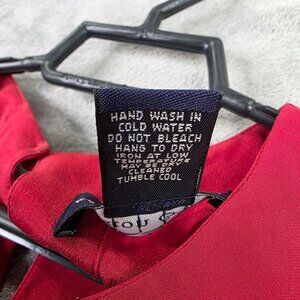 HAND WASH IN
COLD WATER
DO NOT BLEACH
HANG TO DRY
IRON AT LOW
TEMPERATURE
MAY BE DRY
CLEANED
TUMBLE COOL